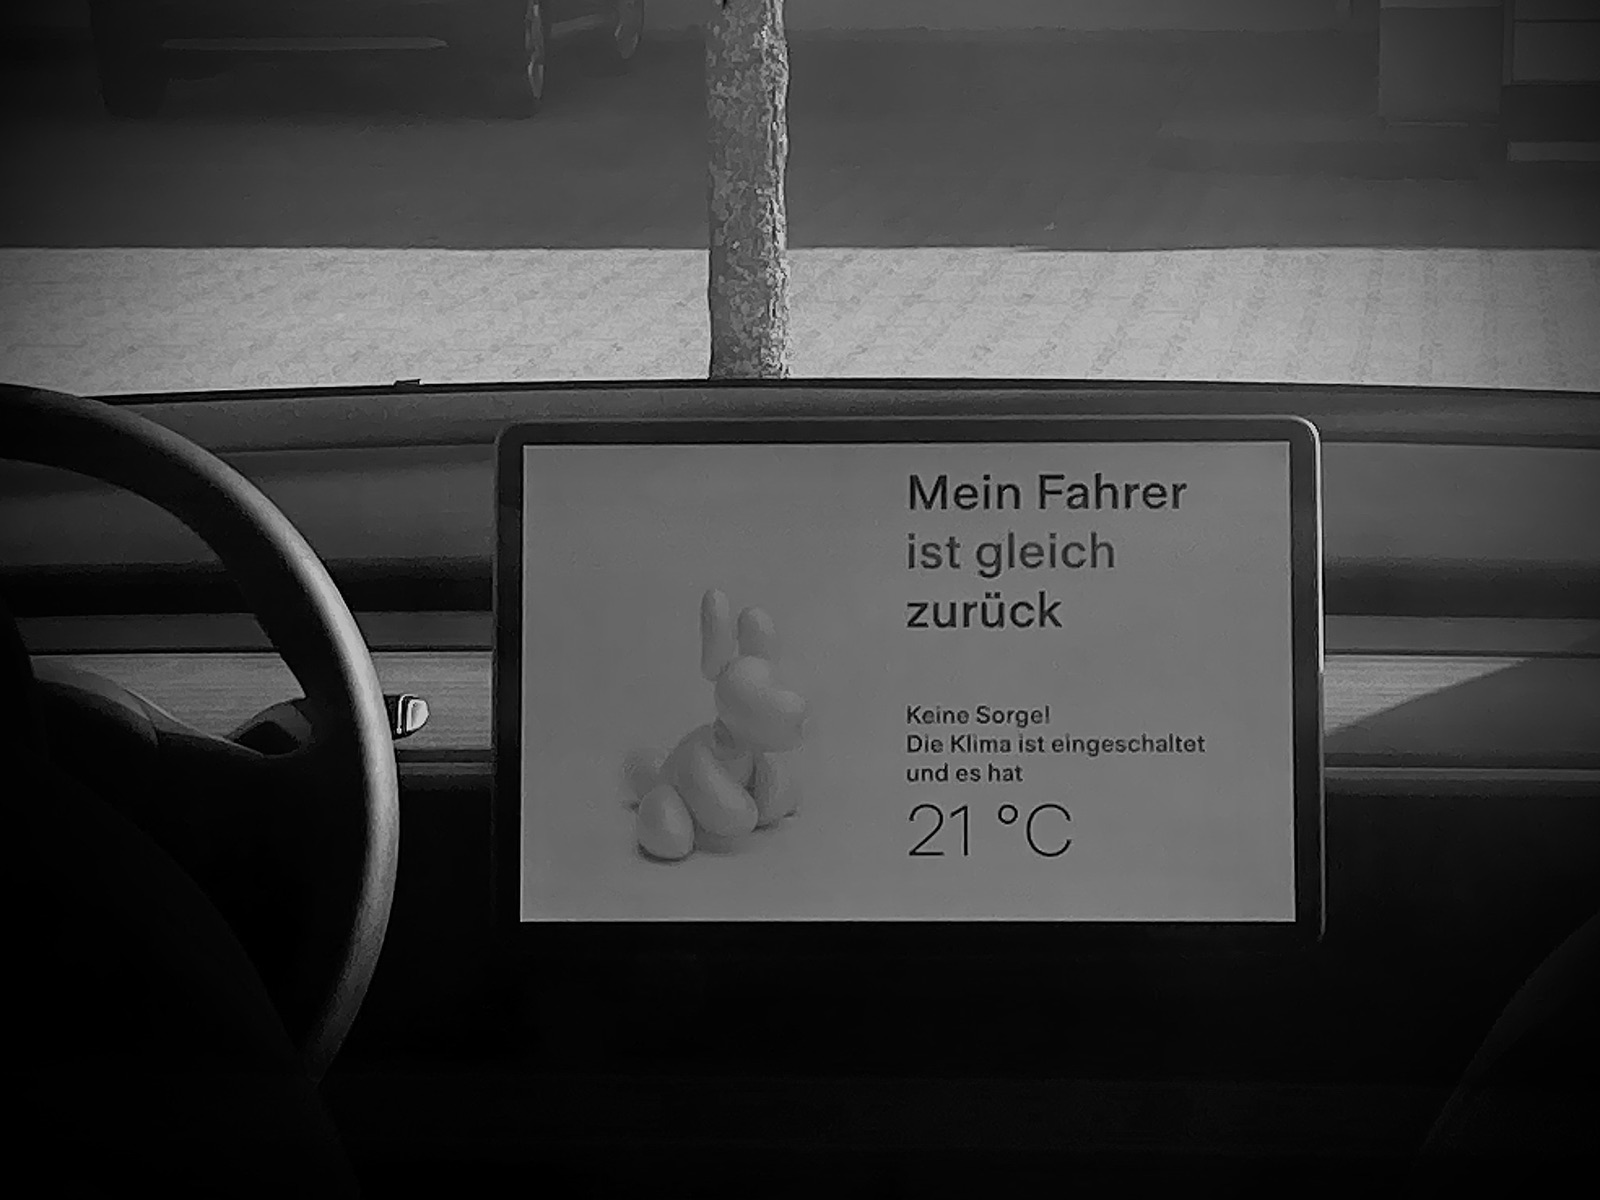 Mein Fahrer
ist gleich
zurück
Keine Sorge!
Die Klima ist eingeschaltet
und es hat
21 °C